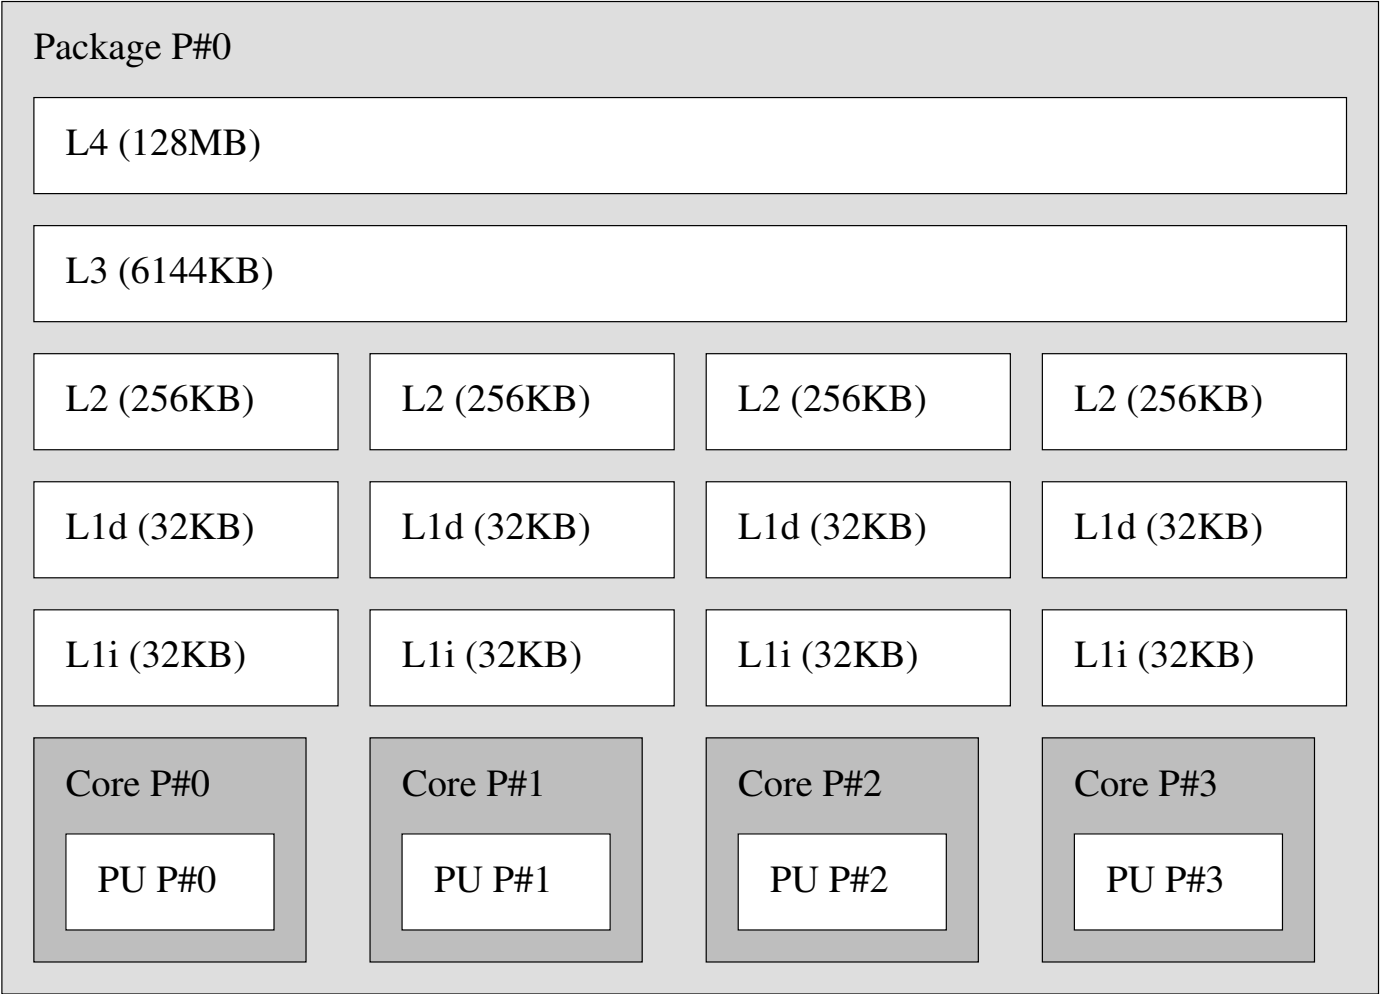 Package P#0
L4 (128MB)
L3 (6144KB)
L2 (256KB) L2 (256KB) L2 (256KB) L2 (256KB)
L1d (32KB) L1d (32KB) L1d (32KB) L1d (32KB)
L1i (32KB) L1i (32KB) L1i (32KB) L1i (32KB)
Core P#0 Core P#1 Core P#2 Core P#3
PU P#0 PU P#1 PU P#2 PU P#3